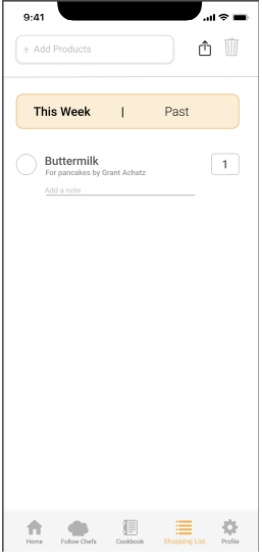 9:41
+ Add Products
This Week | Past
Buttermilk 1
For pancakes by Grant Achatz
Add a note
Home Follow Chefs Cookbook Shopping List Profile